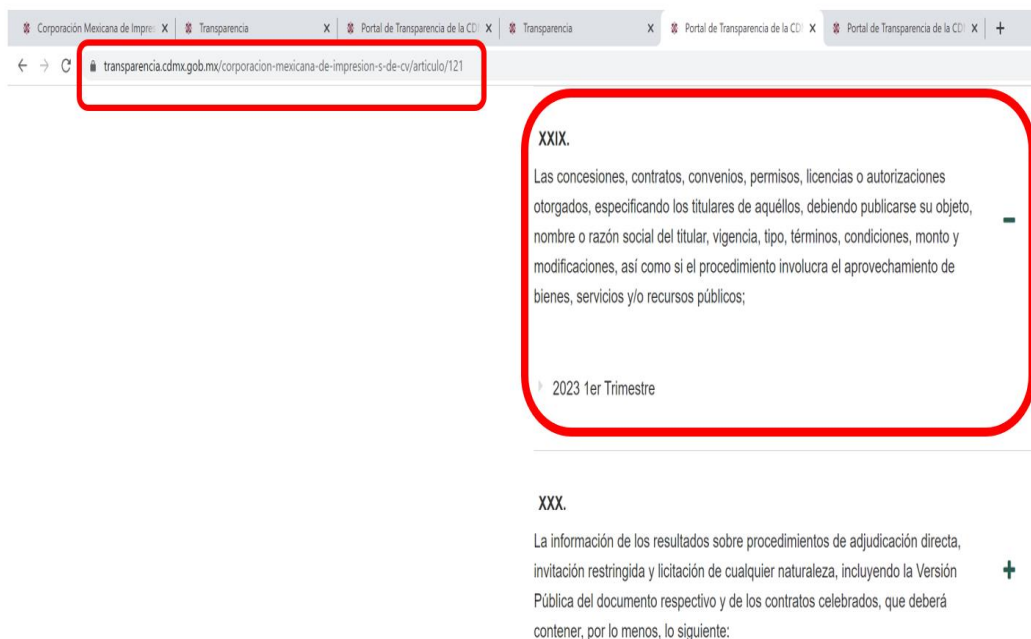 Corporación Mexicana de Impre X Transparencia X Portal de Transparencia de la CD X Transparencia X Portal de Transparencia de la CD X Portal de Transparencia de la CD X +
transparencia.cdmx.gob.mx/corporacion-mexicana-de-impresion-s-de-cv/articulo/121
XXIX.
Las concesiones, contratos, convenios, permisos, licencias o autorizaciones
otorgados, especificando los titulares de aquéllos, debiendo publicarse su objeto,
nombre o razón social del titular, vigencia, tipo, términos, condiciones, monto y
modificaciones, así como si el procedimiento involucra el aprovechamiento de
bienes, servicios y/o recursos públicos;
2023 1er Trimestre
XXX.
La información de los resultados sobre procedimientos de adjudicación directa,
invitación restringida y licitación de cualquier naturaleza, incluyendo la Versión
Pública del documento respectivo y de los contratos celebrados, que deberá
contener, por lo menos, lo siguiente: